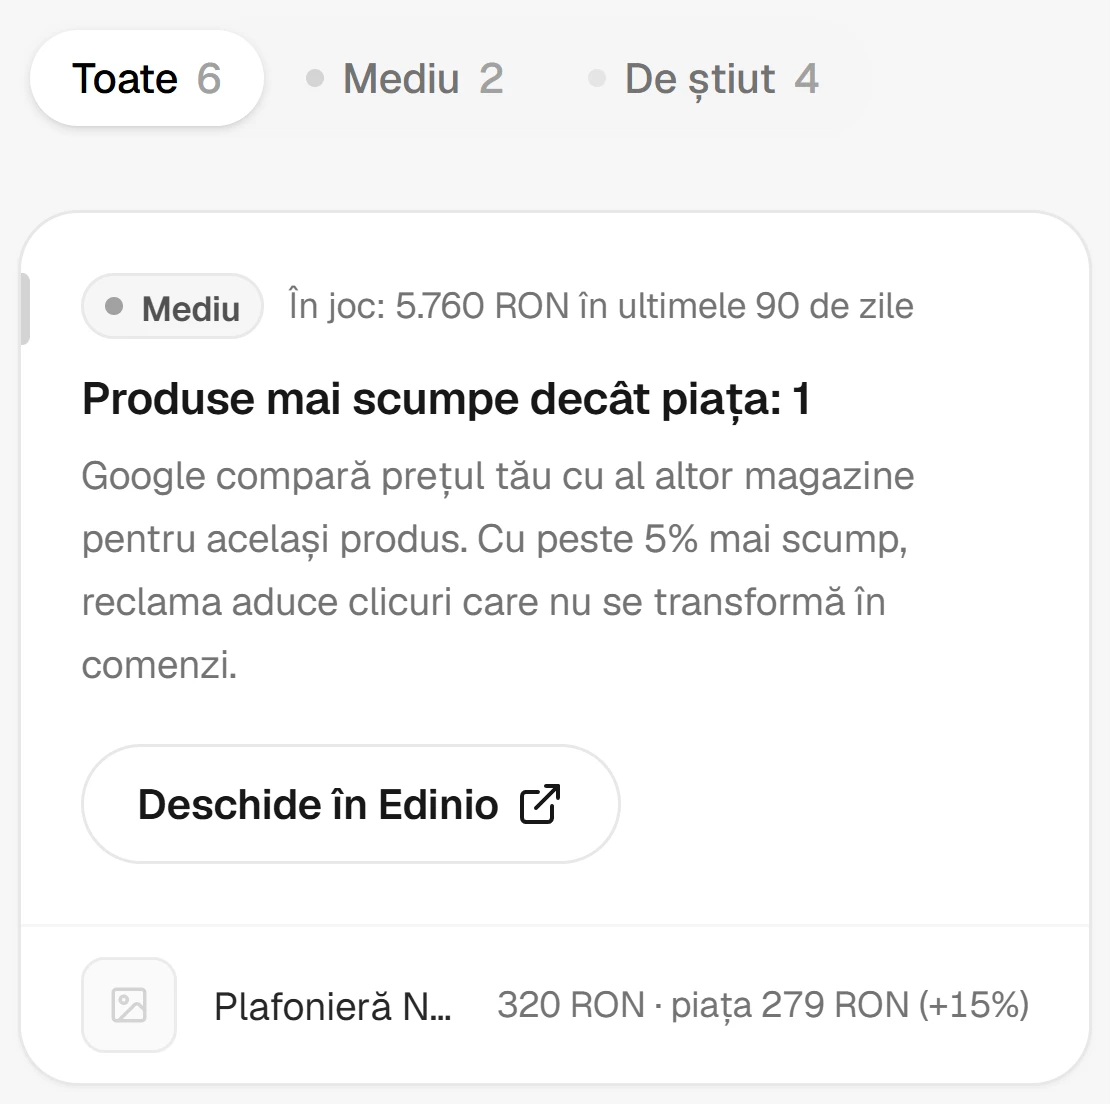 Toate 6 Mediu 2 De știut 4
Mediu În joc: 5.760 RON în ultimele 90 de zile
Produse mai scumpe decât piața: 1
Google compară prețul tău cu al altor magazine
pentru același produs. Cu peste 5% mai scump,
reclama aduce clicuri care nu se transformă în
comenzi.
Deschide în Edinio
Plafonieră N... 320 RON · piața 279 RON (+15%)